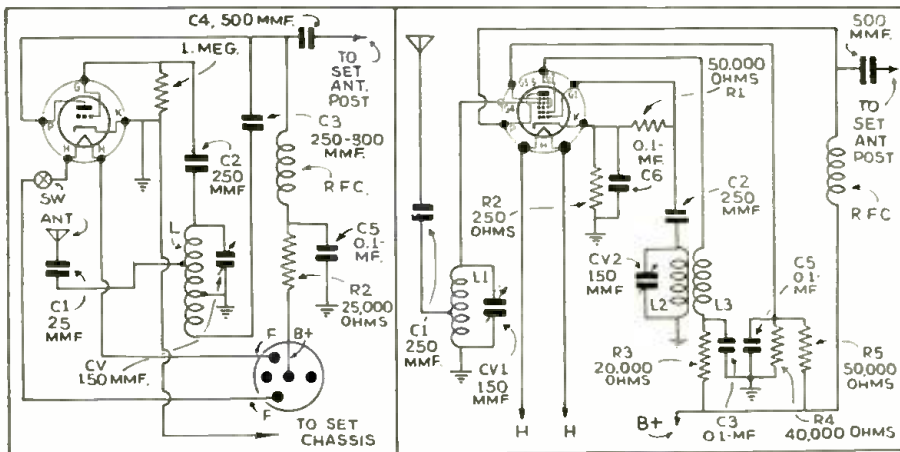 C4, 500 MMF.
1. MEG.
TO
SET
ANT.
POST
G
P
K
H
H
C3
250-300
MMF.
C2
250
MMF
R.F.C.
SW
ANT
L
C5
0.1-
MF.
R2
25,000
OHMS
C1
25
MMF
CV
150 MMF.
F
B+
F
TO SET
CHASSIS
500
MMF.
TO
SET
ANT
POST
50,000
OHMS
R1
G1
P
K
H
H
0.1-
MF.
C6
R2
250
OHMS
C2
250
MMF
R F C
CV2
150
MMF
L1
L2
L3
C5
0.1-
MF
C1
250
MMF.
CV1
150
MMF
R3
20,000
OHMS
R5
50,000
OHMS
H
H
B+
C3
0.1-MF
R4
40,000 OHMS